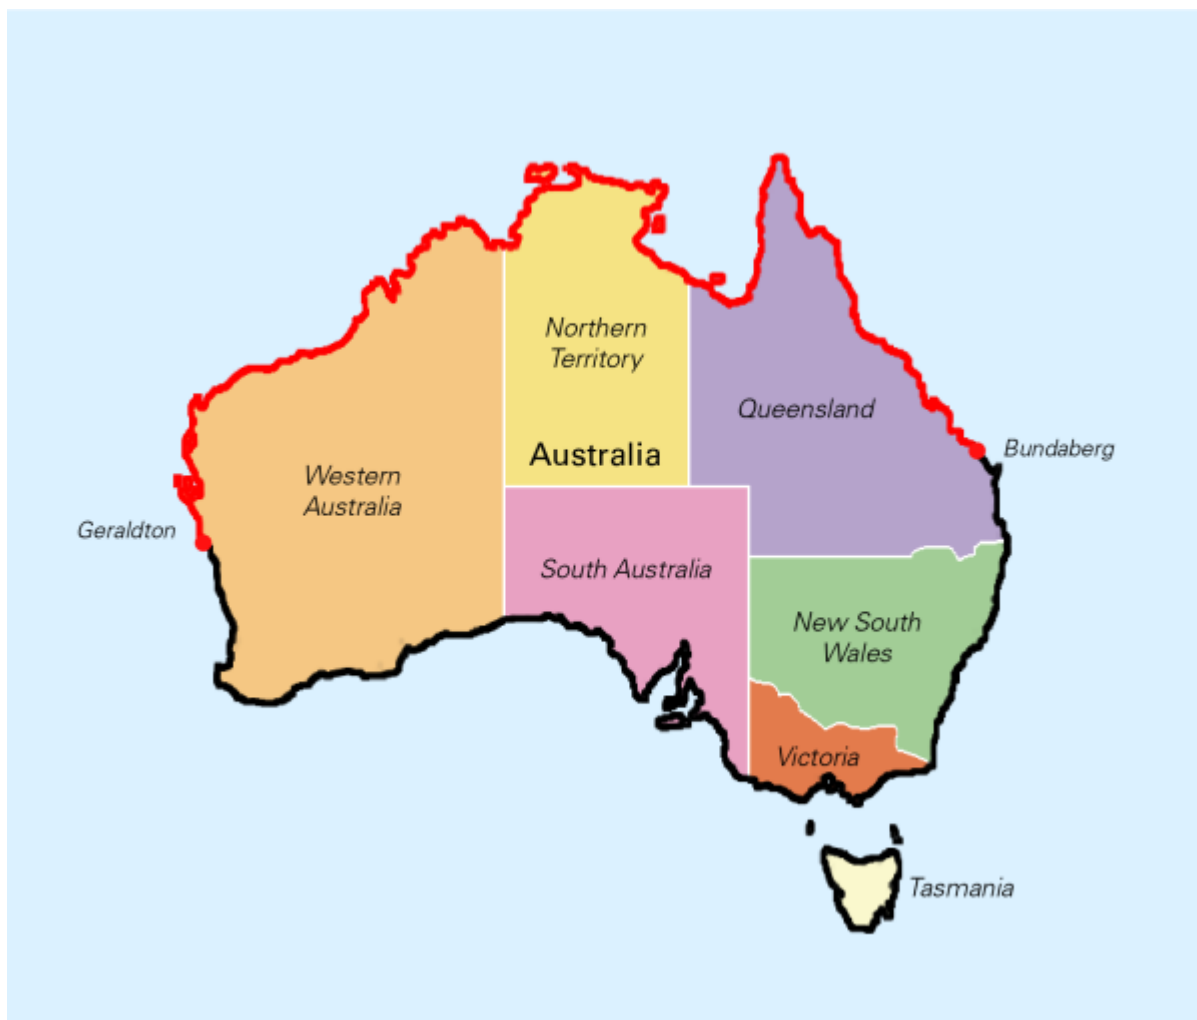 Northern
Territory
Queensland
Australia
Bundaberg
Western
Australia
Geraldton
South Australia
New South
Wales
Victoria
Tasmania